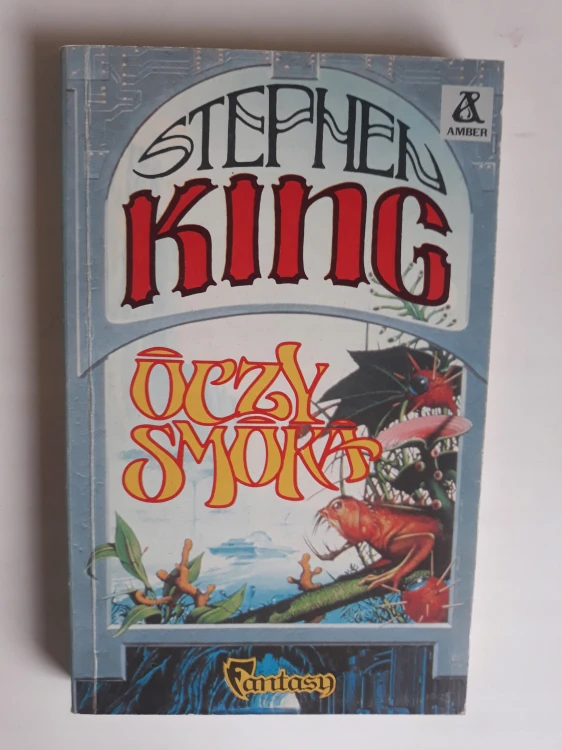 STEPHEN
KING
AMBER
OCZY
SMOKA
Fantasy